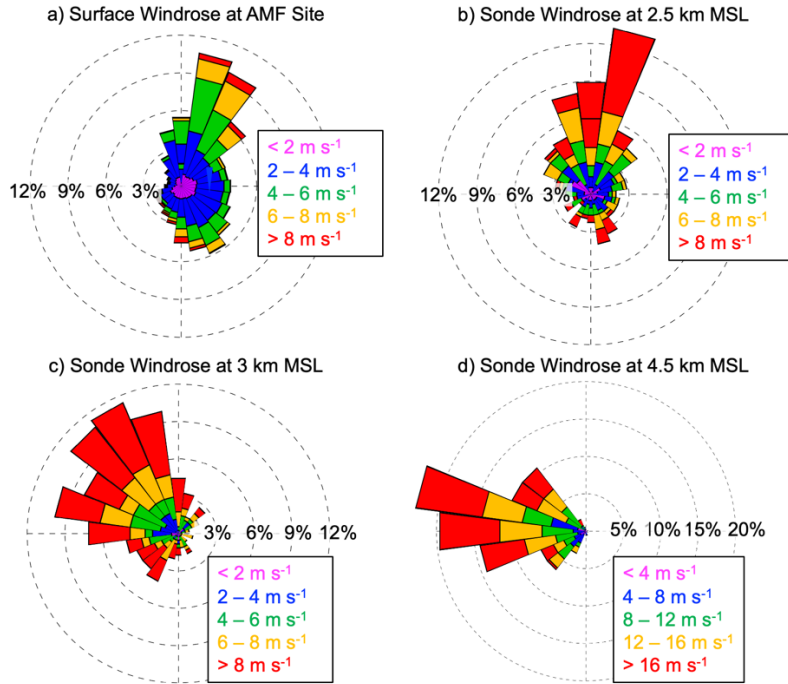 a) Surface Windrose at AMF Site
12% 9% 6% 3%
< 2 m s⁻¹
2 – 4 m s⁻¹
4 – 6 m s⁻¹
6 – 8 m s⁻¹
> 8 m s⁻¹
b) Sonde Windrose at 2.5 km MSL
12% 9% 6% 3%
< 2 m s⁻¹
2 – 4 m s⁻¹
4 – 6 m s⁻¹
6 – 8 m s⁻¹
> 8 m s⁻¹
c) Sonde Windrose at 3 km MSL
3% 6% 9% 12%
< 2 m s⁻¹
2 – 4 m s⁻¹
4 – 6 m s⁻¹
6 – 8 m s⁻¹
> 8 m s⁻¹
d) Sonde Windrose at 4.5 km MSL
5% 10% 15% 20%
< 4 m s⁻¹
4 – 8 m s⁻¹
8 – 12 m s⁻¹
12 – 16 m s⁻¹
> 16 m s⁻¹